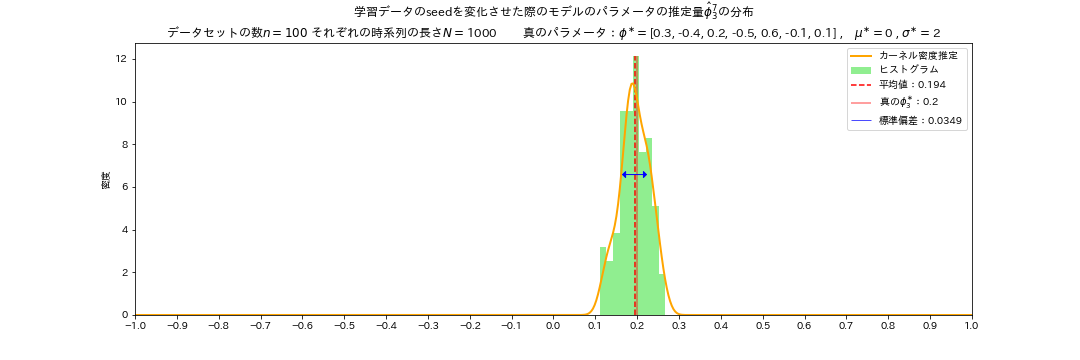 学習データのseedを変化させた際のモデルのパラメータの推定量φ̂₃⁷の分布
データセットの数n = 100 それぞれの時系列の長さN = 1000 真のパラメータ：φ* = [0.3, -0.4, 0.2, -0.5, 0.6, -0.1, 0.1] , μ* = 0 , σ* = 2
カーネル密度推定
ヒストグラム
平均値：0.194
真のφ₃*：0.2
標準偏差：0.0349
密度
12
10
8
6
4
2
0
−1.0 −0.9 −0.8 −0.7 −0.6 −0.5 −0.4 −0.3 −0.2 −0.1 0.0 0.1 0.2 0.3 0.4 0.5 0.6 0.7 0.8 0.9 1.0